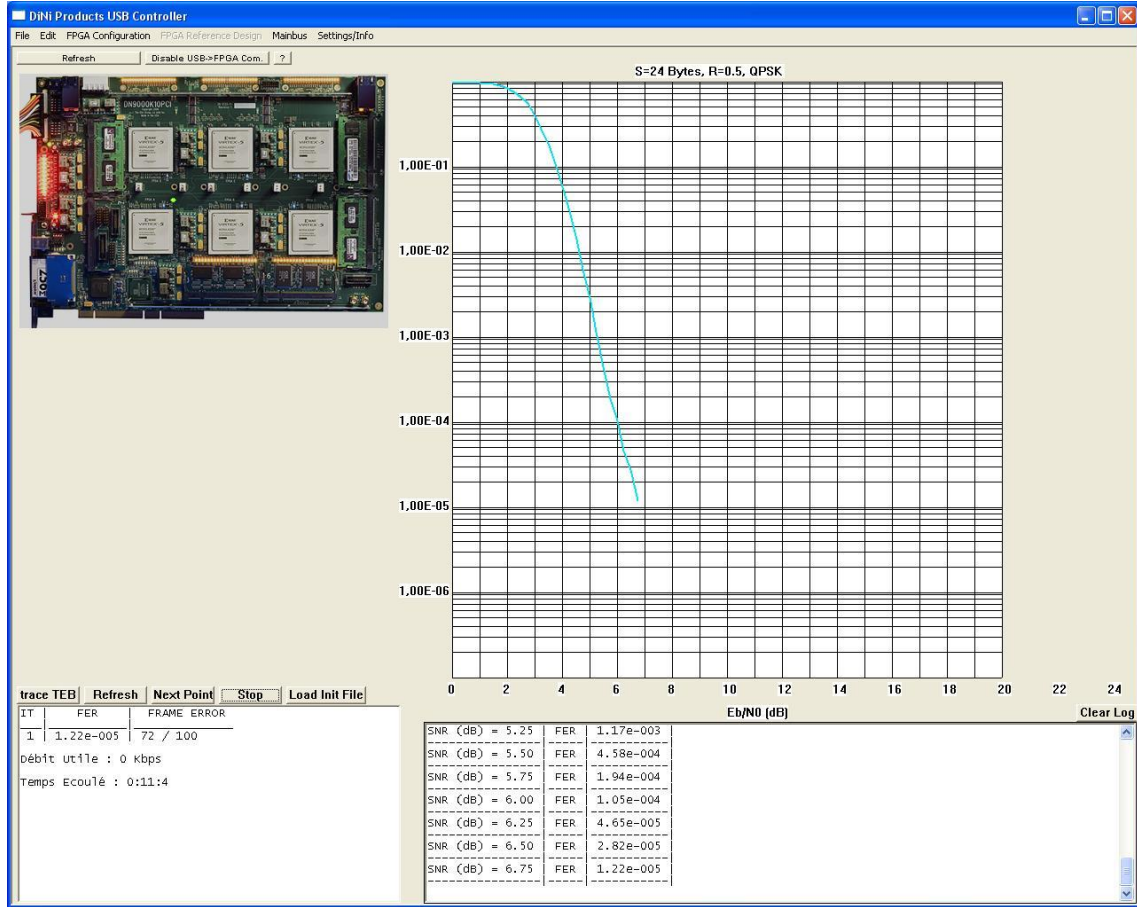 DiNi Products USB Controller
File Edit FPGA Configuration FPGA Reference Design Mainbus Settings/Info
Refresh Disable USB->FPGA Com. ?
DN9000K10PCI
S=24 Bytes, R=0.5, QPSK
1,00E-01
1,00E-02
1,00E-03
1,00E-04
1,00E-05
1,00E-06
0 2 4 6 8 10 12 14 16 18 20 22 24
Eb/N0 (dB)
trace TEB Refresh Next Point Stop Load Init File
Clear Log
IT | FER | FRAME ERROR
1 | 1.22e-005 | 72 / 100
Débit Utile : 0 Kbps
Temps Ecoulé : 0:11:4
SNR (dB) = 5.25 | FER | 1.17e-003 |
SNR (dB) = 5.50 | FER | 4.58e-004 |
SNR (dB) = 5.75 | FER | 1.94e-004 |
SNR (dB) = 6.00 | FER | 1.05e-004 |
SNR (dB) = 6.25 | FER | 4.65e-005 |
SNR (dB) = 6.50 | FER | 2.82e-005 |
SNR (dB) = 6.75 | FER | 1.22e-005 |